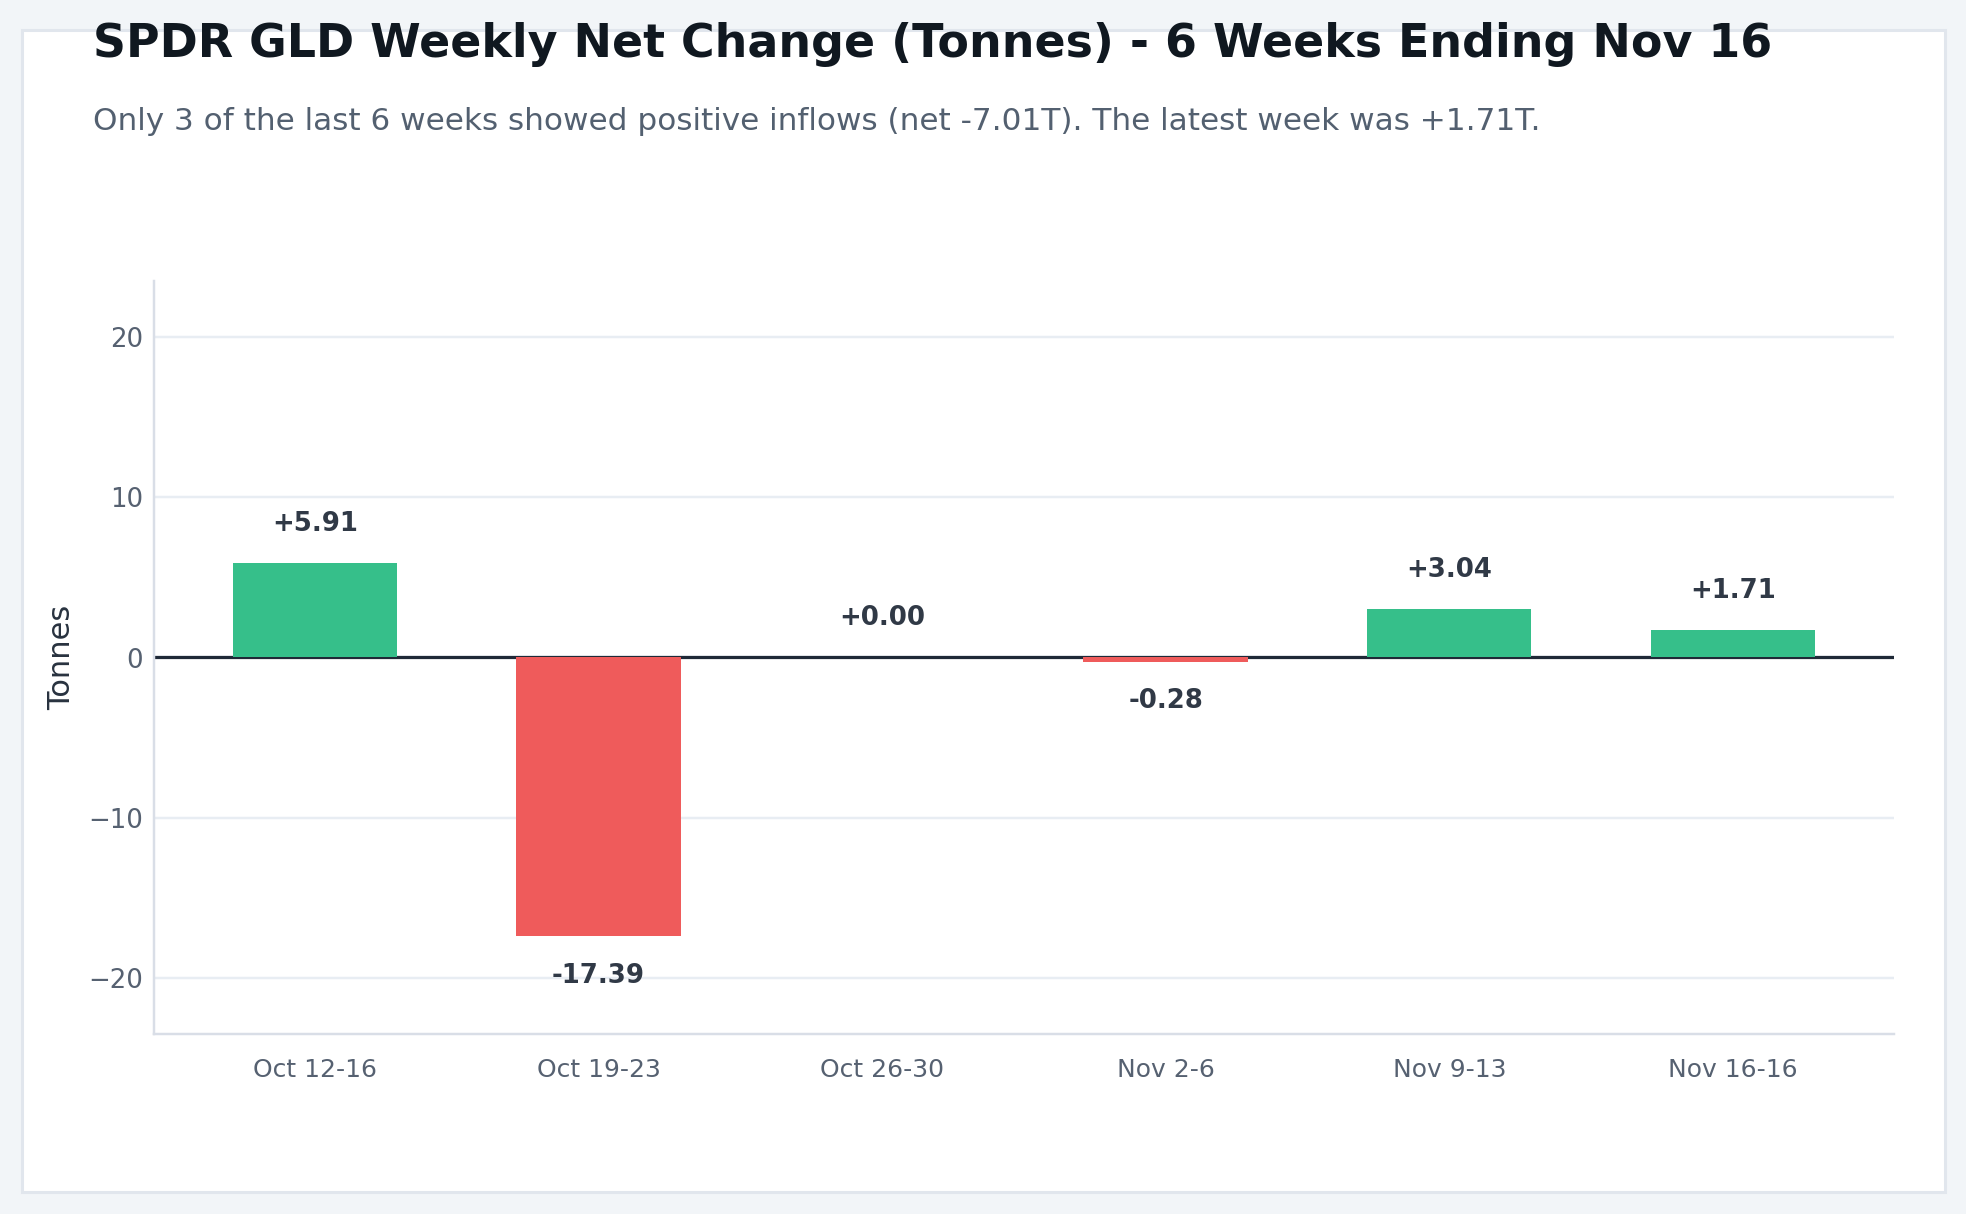 SPDR GLD Weekly Net Change (Tonnes) - 6 Weeks Ending Nov 16
Only 3 of the last 6 weeks showed positive inflows (net -7.01T). The latest week was +1.71T.
20
10
0
−10
−20
Tonnes
+5.91
-17.39
+0.00
-0.28
+3.04
+1.71
Oct 12-16
Oct 19-23
Oct 26-30
Nov 2-6
Nov 9-13
Nov 16-16